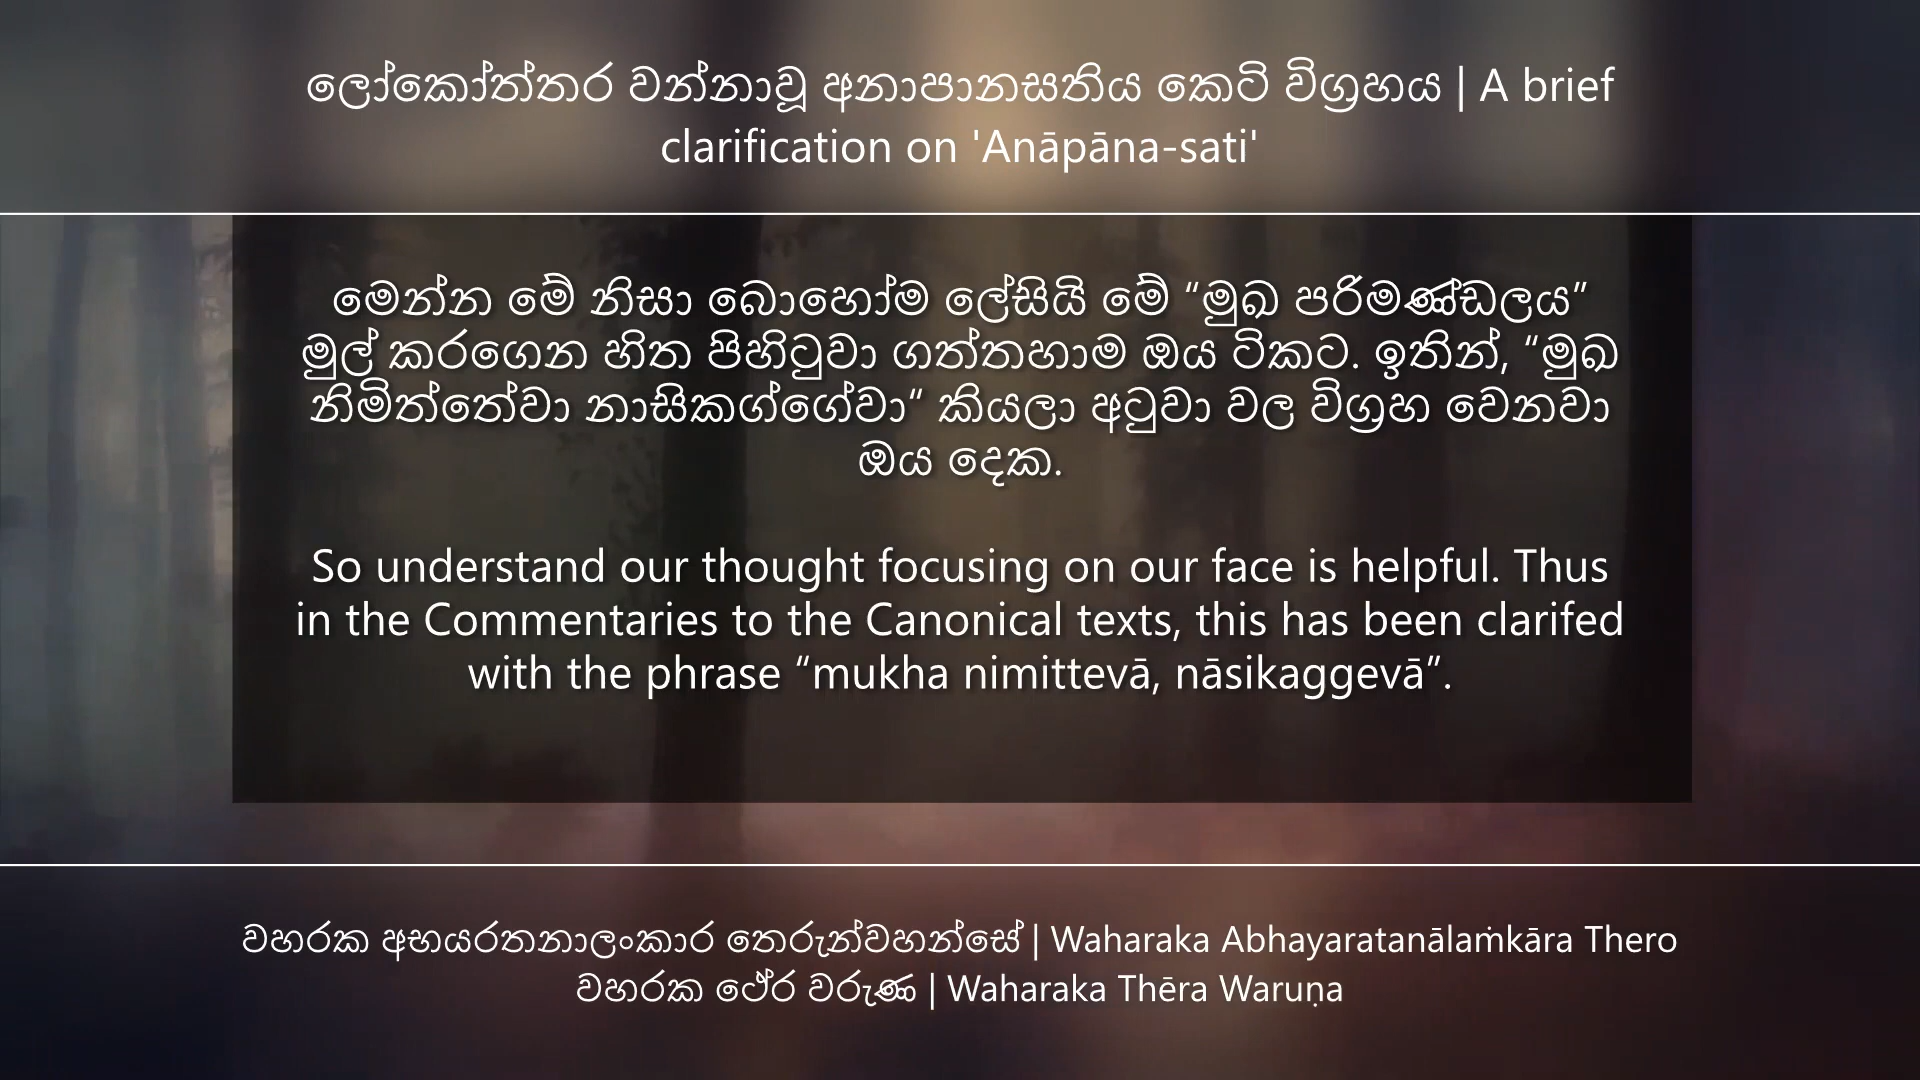 ලෝකෝත්තර වන්නාවූ අනාපානසතිය කෙටි විග්‍රහය | A brief
clarification on 'Anāpāna-sati'
මෙන්න මේ නිසා බොහෝම ලේසියි මේ “මුඛ පරිමණ්ඩලය”
මුල් කරගෙන හිත පිහිටුවා ගත්තහාම ඔය ටිකට. ඉතින්, “මුඛ
නිමිත්තේවා නාසිකග්ගේවා“ කියලා අටුවා වල විග්‍රහ වෙනවා
ඔය දෙක.
So understand our thought focusing on our face is helpful. Thus
in the Commentaries to the Canonical texts, this has been clarifed
with the phrase “mukha nimittevā, nāsikaggevā”.
වහරක අභයරතනාලංකාර තෙරුන්වහන්සේ | Waharaka Abhayaratanālaṁkāra Thero
වහරක ථේර වරුණ | Waharaka Thēra Waruṇa